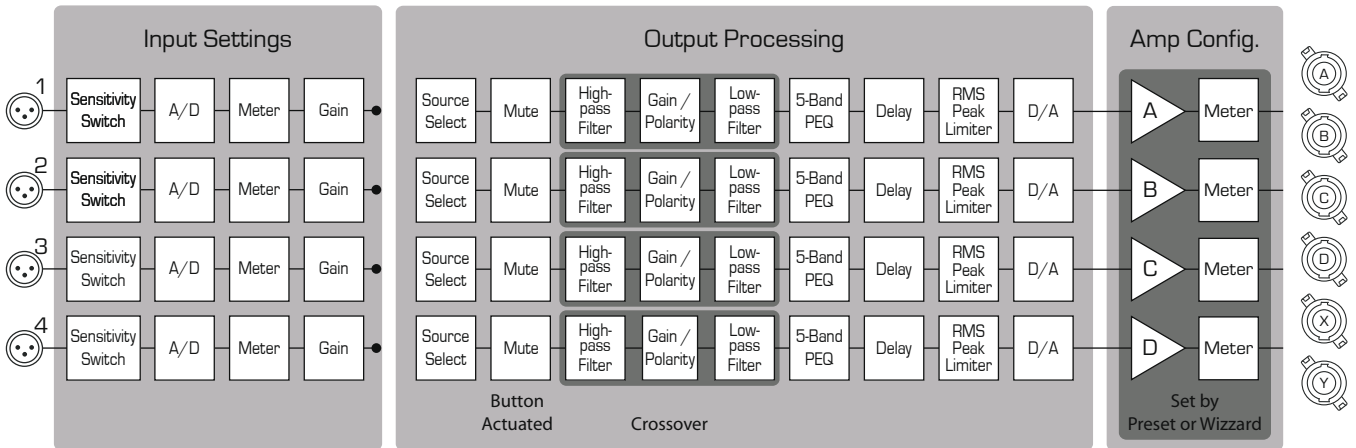 Input Settings
Output Processing
Amp Config.
1
Sensitivity
Switch
A/D
Meter
Gain
Source
Select
Mute
High-
pass
Filter
Gain /
Polarity
Low-
pass
Filter
5-Band
PEQ
Delay
RMS
Peak
Limiter
D/A
A
Meter
2
Sensitivity
Switch
A/D
Meter
Gain
Source
Select
Mute
High-
pass
Filter
Gain /
Polarity
Low-
pass
Filter
5-Band
PEQ
Delay
RMS
Peak
Limiter
D/A
B
Meter
3
Sensitivity
Switch
A/D
Meter
Gain
Source
Select
Mute
High-
pass
Filter
Gain /
Polarity
Low-
pass
Filter
5-Band
PEQ
Delay
RMS
Peak
Limiter
D/A
C
Meter
4
Sensitivity
Switch
A/D
Meter
Gain
Source
Select
Mute
High-
pass
Filter
Gain /
Polarity
Low-
pass
Filter
5-Band
PEQ
Delay
RMS
Peak
Limiter
D/A
D
Meter
Button
Actuated
Crossover
Set by
Preset or Wizzard
A
B
C
D
X
Y